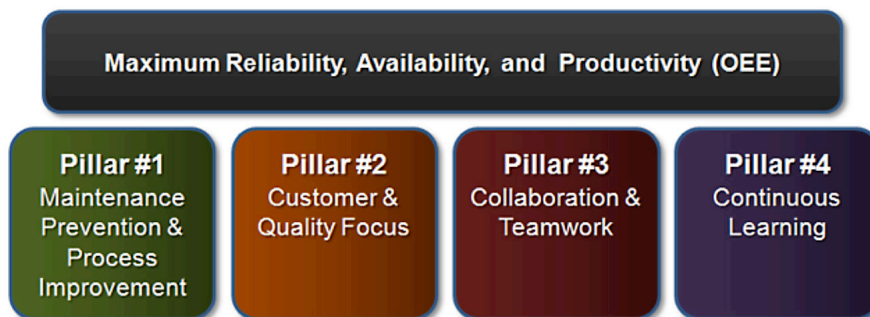 Maximum Reliability, Availability, and Productivity (OEE)
Pillar #1
Maintenance
Prevention &
Process
Improvement
Pillar #2
Customer &
Quality Focus
Pillar #3
Collaboration &
Teamwork
Pillar #4
Continuous
Learning